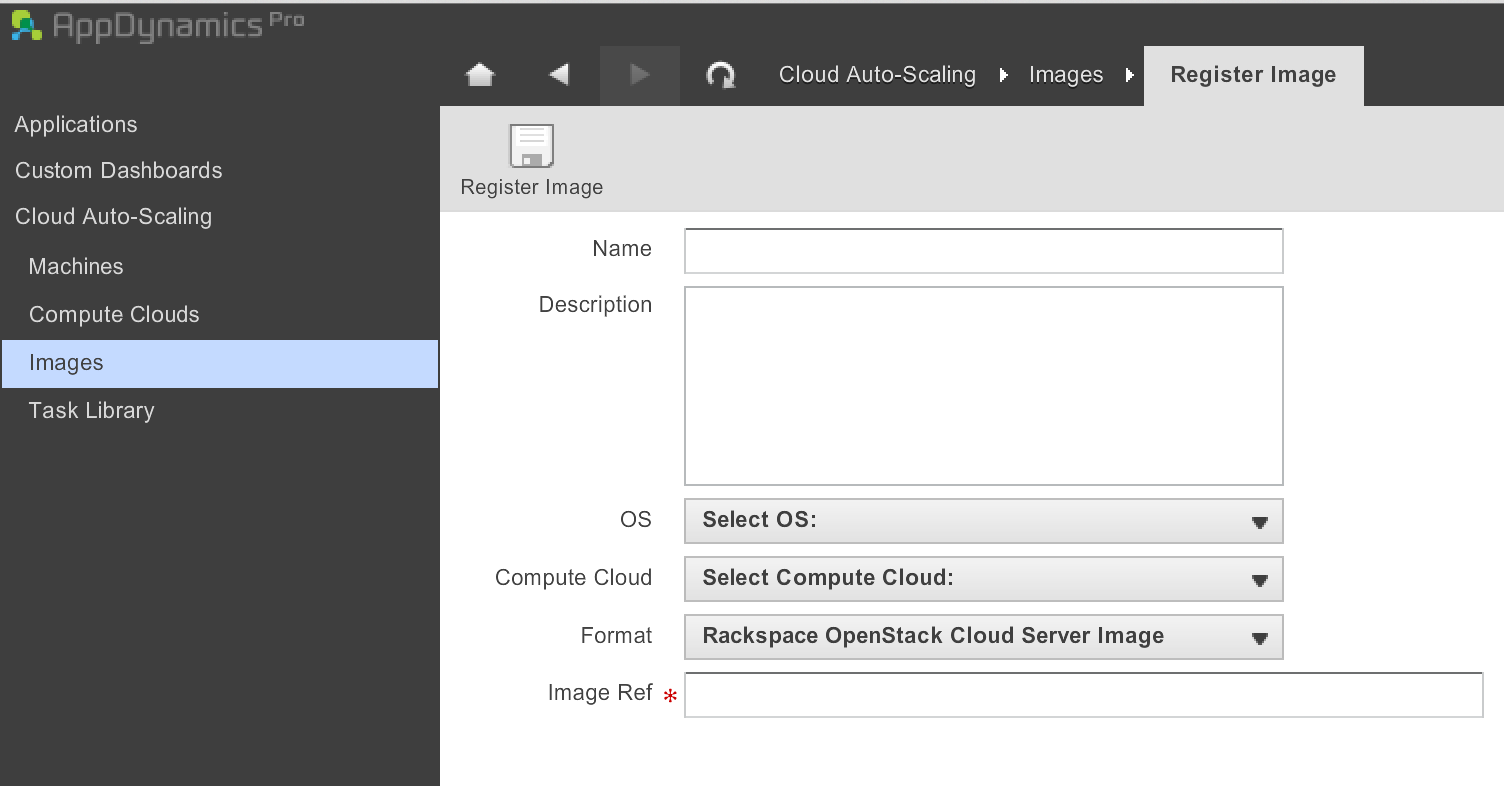 AppDynamics Pro
Cloud Auto-Scaling Images Register Image
Applications
Custom Dashboards
Cloud Auto-Scaling
Machines
Compute Clouds
Images
Task Library
Register Image
Name
Description
OS Select OS:
Compute Cloud Select Compute Cloud:
Format Rackspace OpenStack Cloud Server Image
Image Ref *